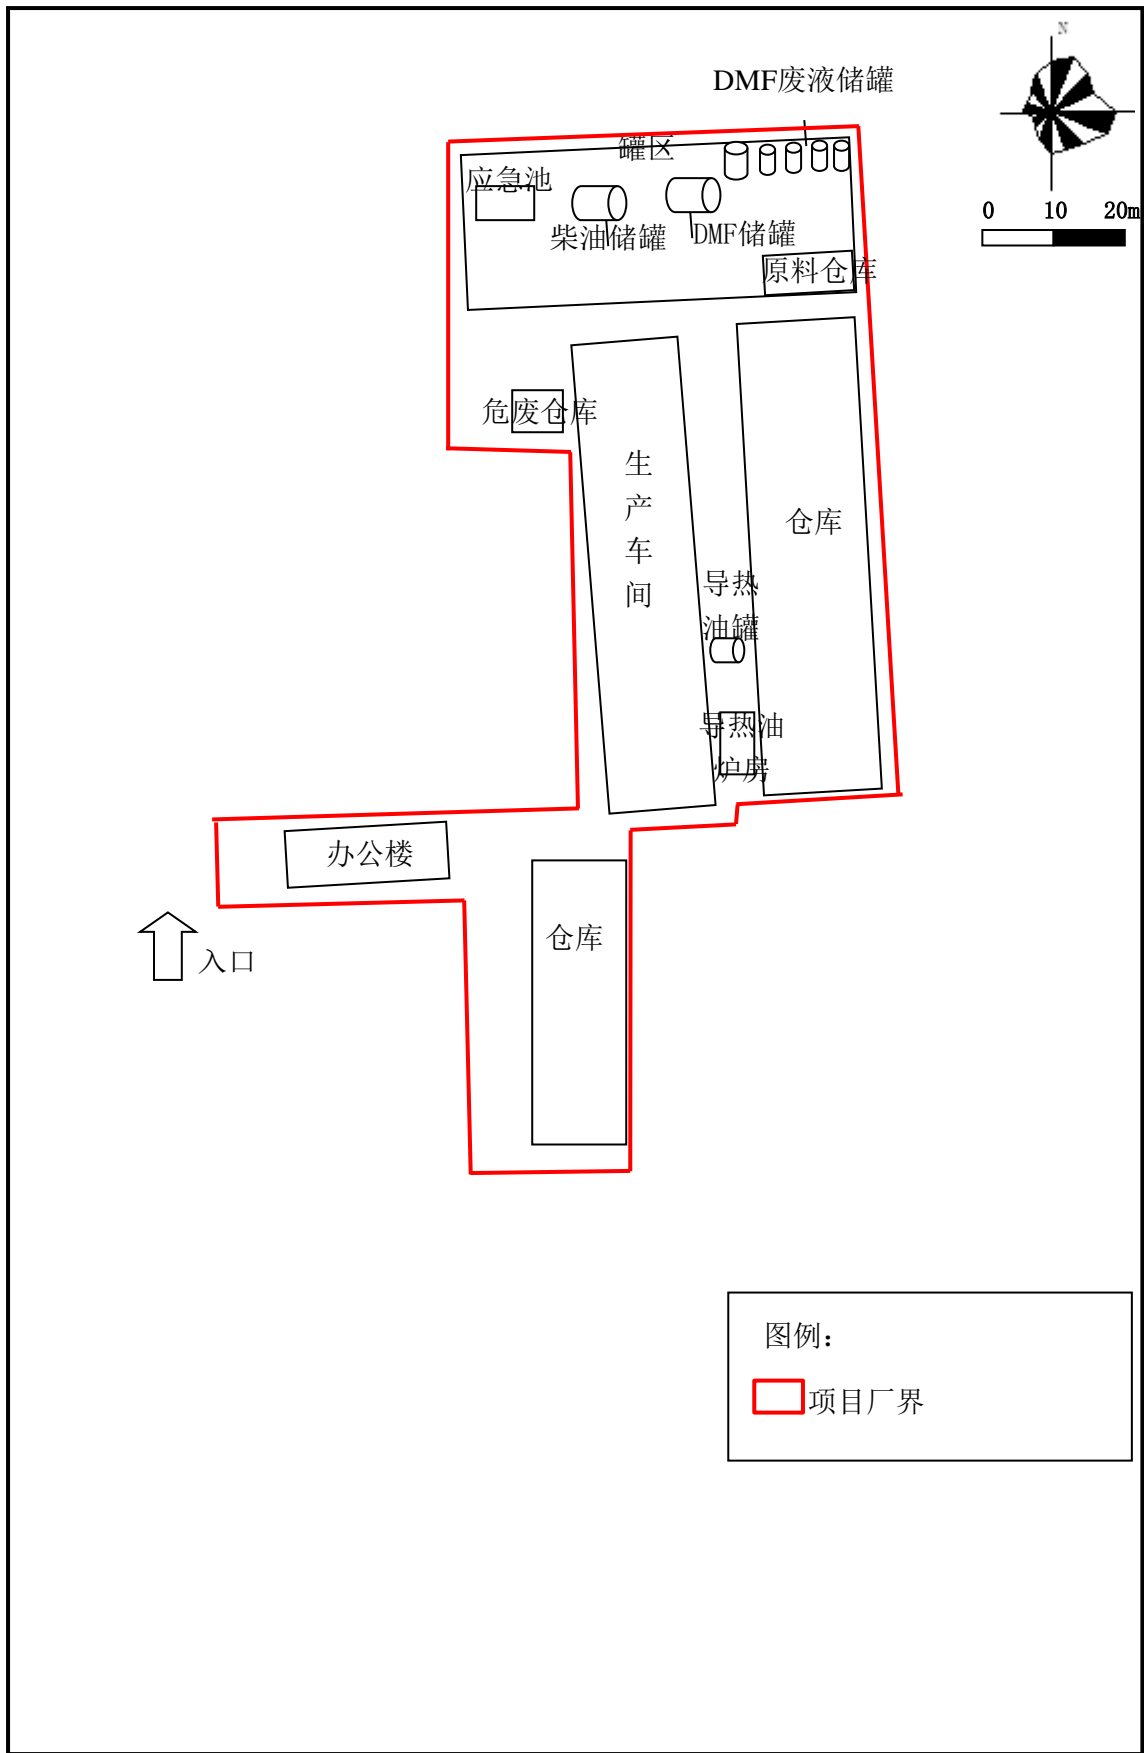 N
DMF废液储罐
罐区
应急池
柴油储罐
DMF储罐
0 10 20m
原料仓库
危废仓库
生
产
车
间
仓库
导热
油罐
导热油
炉房
办公楼
仓库
入口
图例：
项目厂界